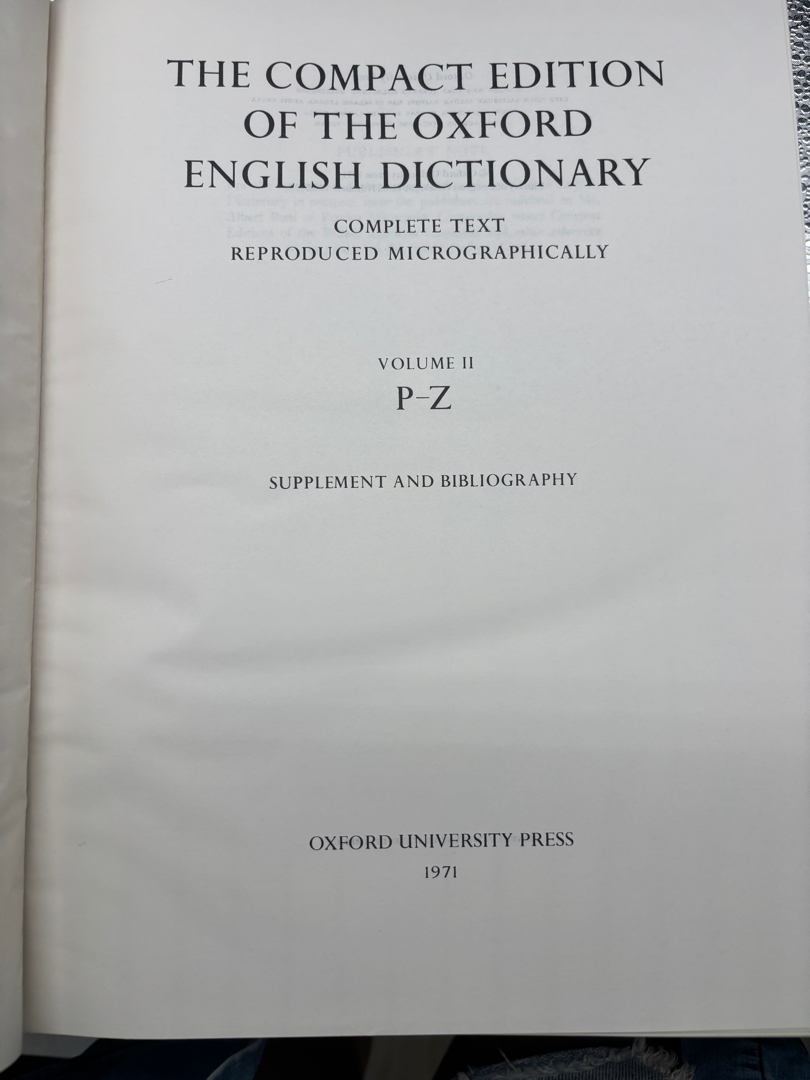 THE COMPACT EDITION
OF THE OXFORD
ENGLISH DICTIONARY
COMPLETE TEXT
REPRODUCED MICROGRAPHICALLY
VOLUME II
P–Z
SUPPLEMENT AND BIBLIOGRAPHY
OXFORD UNIVERSITY PRESS
1971